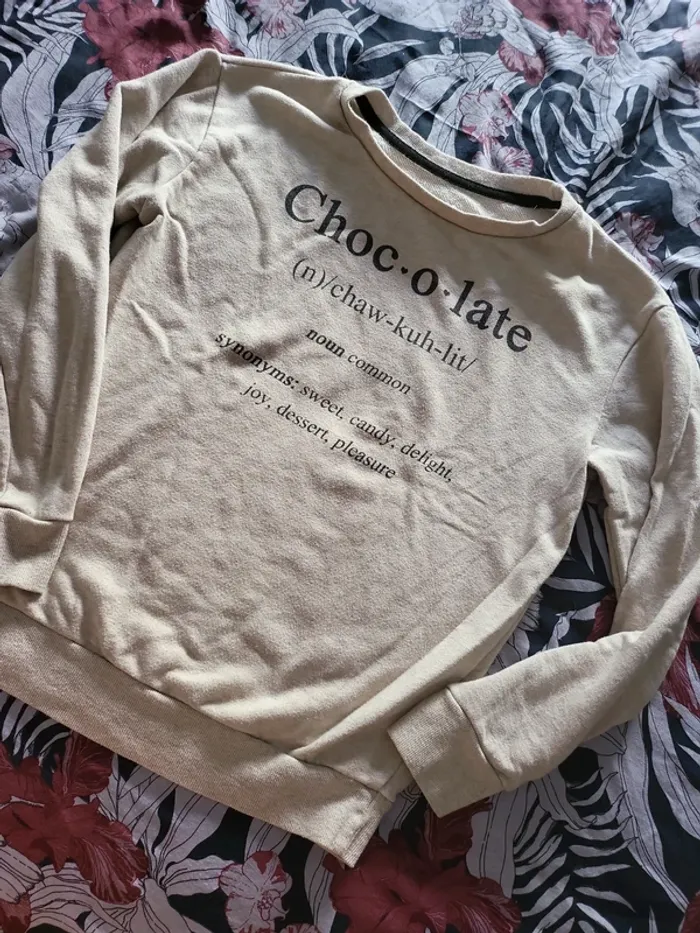 Choc·o·late
(n)/chaw-kuh-lit/
noun common
synonyms: sweet, candy, delight,
joy, dessert, pleasure